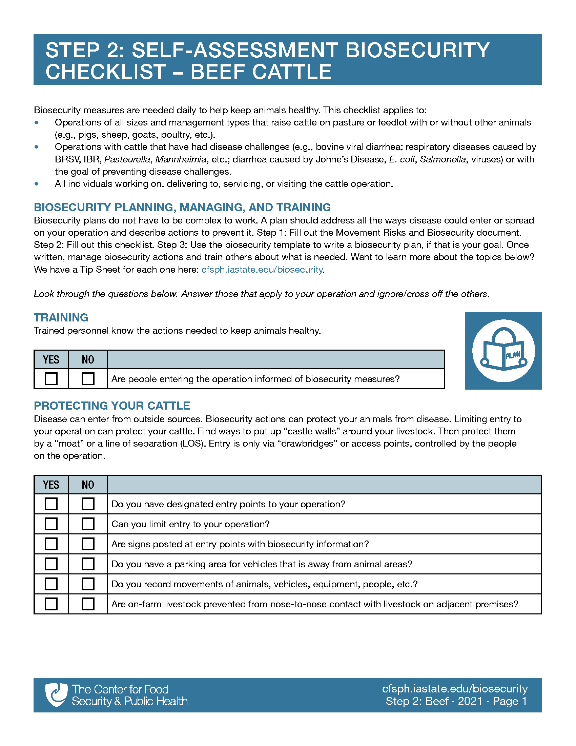 STEP 2: SELF-ASSESSMENT BIOSECURITY
CHECKLIST – BEEF CATTLE
Biosecurity measures are needed daily to help keep animals healthy. This checklist applies to:
• Operations of all sizes and management types that raise cattle on pasture or feedlot with or without other animals
(e.g., pigs, sheep, goats, poultry, etc.).
• Operations with cattle that have had disease challenges (e.g., bovine viral diarrhea; respiratory diseases caused by
BRSV, IBR, Pasteurella, Mannheimia, etc.; diarrhea caused by Johne's Disease, E. coli, Salmonella, viruses) or with
the goal of preventing disease challenges.
• All individuals working on, delivering to, servicing, or visiting the cattle operation.
BIOSECURITY PLANNING, MANAGING, AND TRAINING
Biosecurity plans do not have to be complex to work. A plan should address all the ways disease could enter or spread
on your operation and describe actions to prevent it. Step 1: Fill out the Movement Risks and Biosecurity document.
Step 2: Fill out this checklist. Step 3: Use the biosecurity template to write a biosecurity plan, if that is your goal. Once
written, manage biosecurity actions and train others about what is needed. Want to learn more about the topics below?
We have a Tip Sheet for each one here: cfsph.iastate.edu/biosecurity.
Look through the questions below. Answer those that apply to your operation and ignore/cross off the others.
TRAINING
Trained personnel know the actions needed to keep animals healthy.
PLAN
YES NO
Are people entering the operation informed of biosecurity measures?
PROTECTING YOUR CATTLE
Disease can enter from outside sources. Biosecurity actions can protect your animals from disease. Limiting entry to
your operation can protect your cattle. Find ways to put up "castle walls" around your livestock. Then protect them
by a "moat" or a line of separation (LOS). Entry is only via "drawbridges" or access points, controlled by the people
on the operation.
YES NO
Do you have designated entry points to your operation?
Can you limit entry to your operation?
Are signs posted at entry points with biosecurity information?
Do you have a parking area for vehicles that is away from animal areas?
Do you record movements of animals, vehicles, equipment, people, etc.?
Are on-farm livestock prevented from nose-to-nose contact with livestock on adjacent premises?
The Center for Food
Security & Public Health
cfsph.iastate.edu/biosecurity
Step 2: Beef - 2021 - Page 1